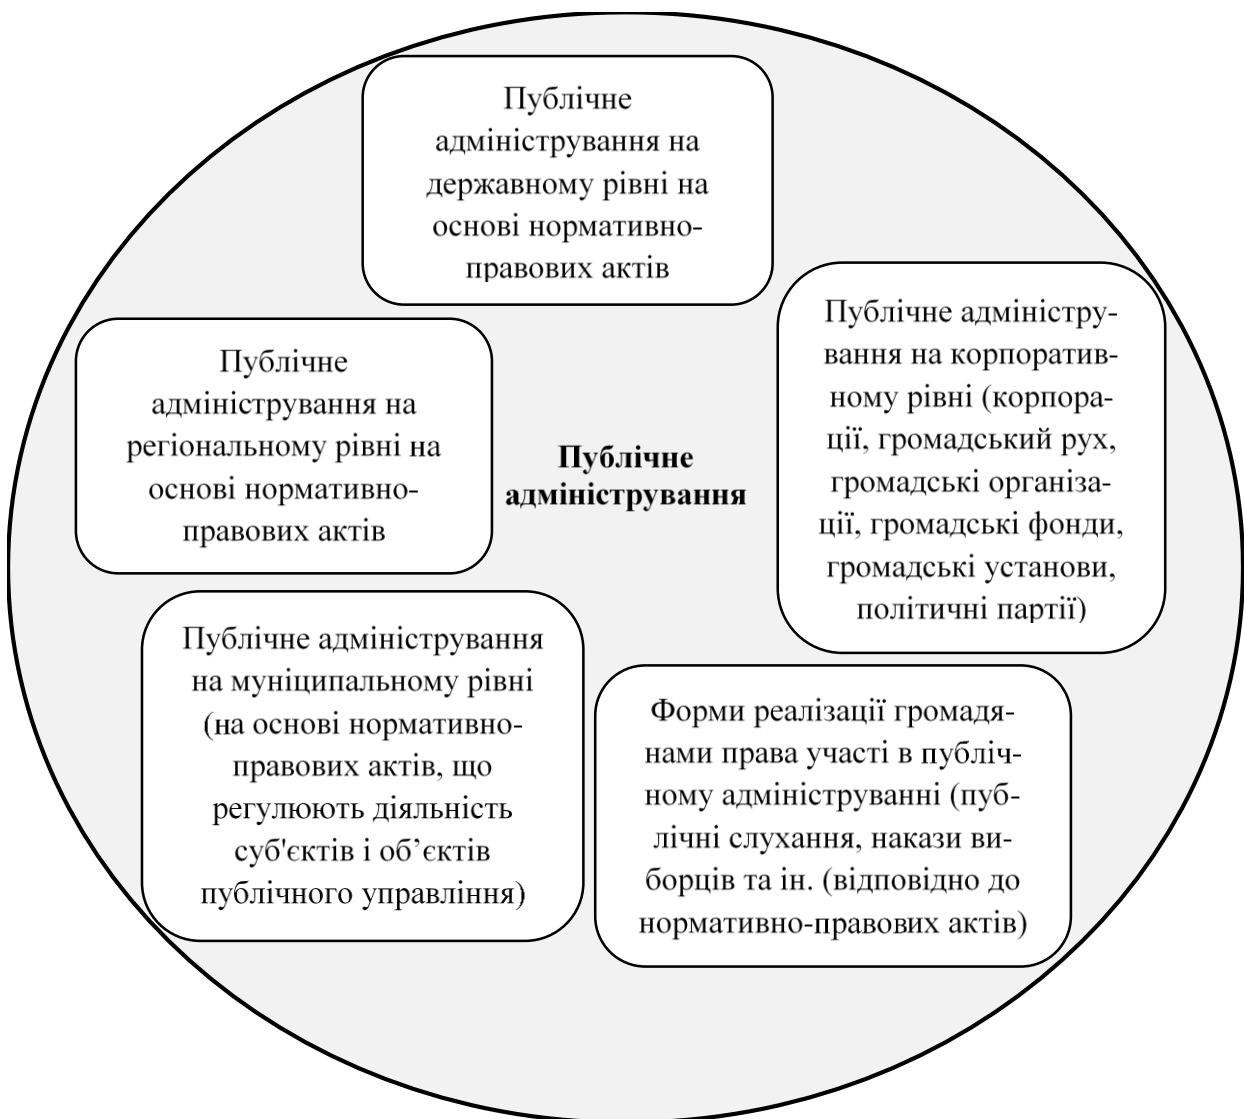 Публічне
адміністрування на
державному рівні на
основі нормативно-
правових актів
Публічне
адміністрування на
регіональному рівні на
основі нормативно-
правових актів
Публічне
адміністрування
Публічне адміністру-
вання на корпоратив-
ному рівні (корпора-
ції, громадський рух,
громадські організа-
ції, громадські фонди,
громадські установи,
політичні партії)
Публічне адміністрування
на муніципальному рівні
(на основі нормативно-
правових актів, що
регулюють діяльність
суб'єктів і об’єктів
публічного управління)
Форми реалізації громадя-
нами права участі в публіч-
ному адмініструванні (пуб-
лічні слухання, накази ви-
борців та ін. (відповідно до
нормативно-правових актів)